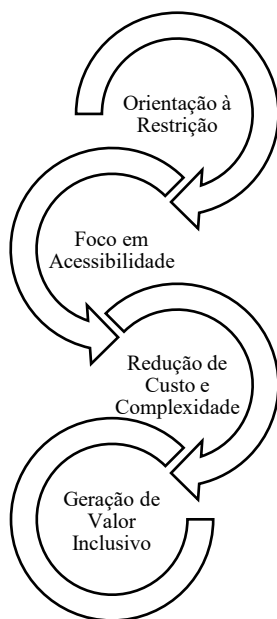 Orientação à
Restrição
Foco em
Acessibilidade
Redução de
Custo e
Complexidade
Geração de
Valor
Inclusivo